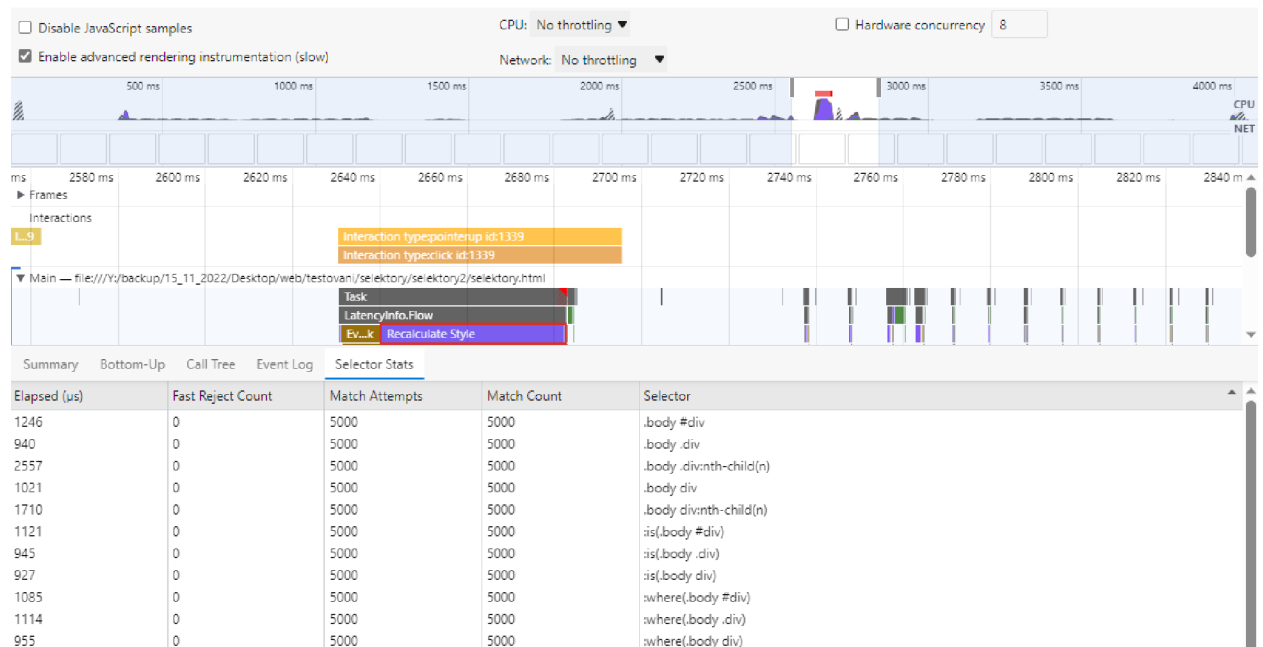 Disable JavaScript samples CPU: No throttling Hardware concurrency 8
Enable advanced rendering instrumentation (slow) Network: No throttling
500 ms 1000 ms 1500 ms 2000 ms 2500 ms 3000 ms 3500 ms 4000 ms
CPU
NET
ms 2580 ms 2600 ms 2620 ms 2640 ms 2660 ms 2680 ms 2700 ms 2720 ms 2740 ms 2760 ms 2780 ms 2800 ms 2820 ms 2840 m
Frames
Interactions
I...9 Interaction type:pointerup id:1339
Interaction type:click id:1339
Main — file:///Y:/backup/15_11_2022/Desktop/web/testovani/selektory/selektory2/selektory.html
Task
LatencyInfo.Flow
Ev...k Recalculate Style
Summary Bottom-Up Call Tree Event Log Selector Stats
Elapsed (µs) Fast Reject Count Match Attempts Match Count Selector
1246 0 5000 5000 .body #div
940 0 5000 5000 .body .div
2557 0 5000 5000 .body .div:nth-child(n)
1021 0 5000 5000 .body div
1710 0 5000 5000 .body div:nth-child(n)
1121 0 5000 5000 :is(.body #div)
945 0 5000 5000 :is(.body .div)
927 0 5000 5000 :is(.body div)
1085 0 5000 5000 :where(.body #div)
1114 0 5000 5000 :where(.body .div)
955 0 5000 5000 :where(.body div)